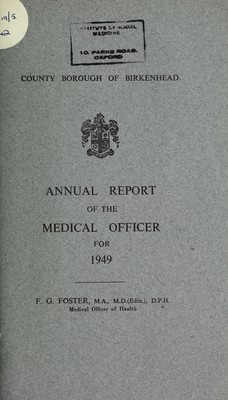 m/s
INSTITUTE OF SOCIAL
MEDICINE
10, PARKS ROAD,
OXFORD
COUNTY BOROUGH OF BIRKENHEAD.
ANNUAL REPORT
OF THE
MEDICAL OFFICER
FOR
1949
F. G. FOSTER, M.A., M.D.(Edin.), D.P.H.
Medical Officer of Health